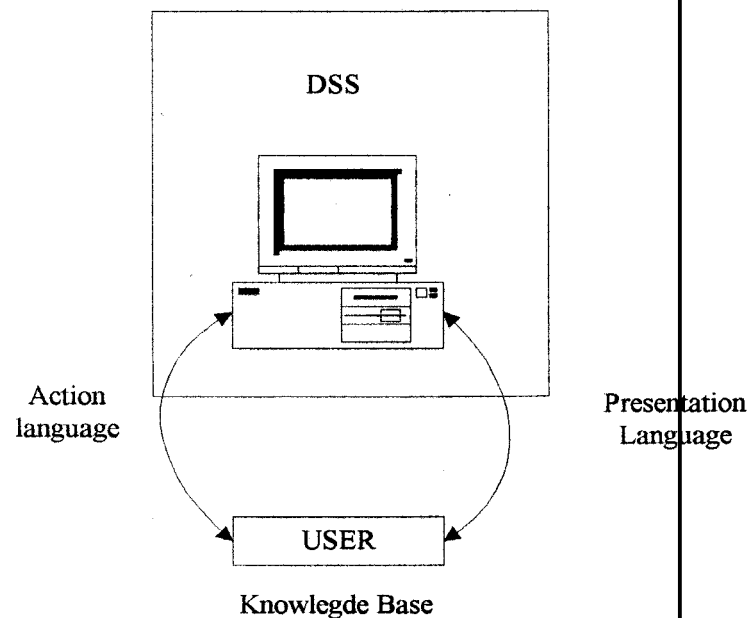 DSS
Action
language
Presentation
Language
USER
Knowlegde Base